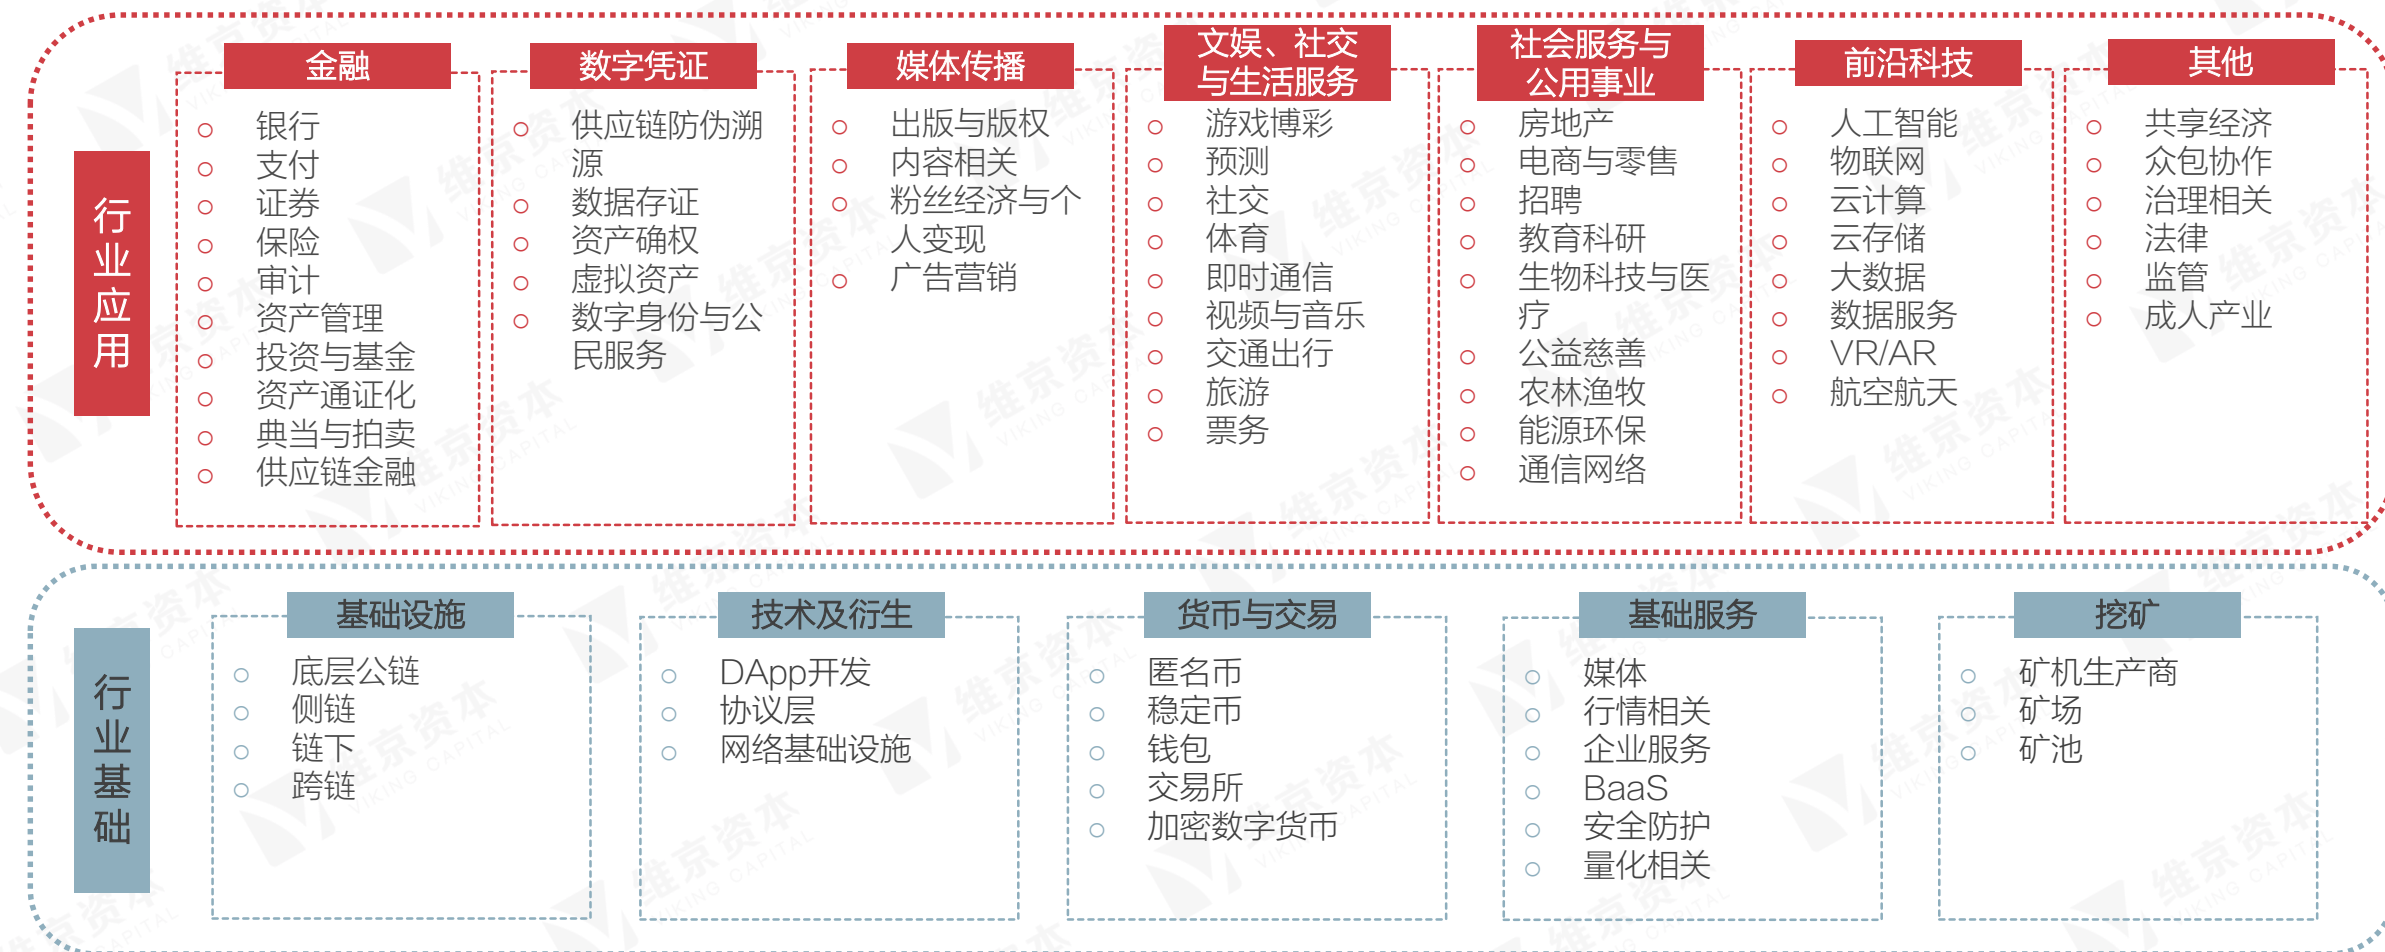 行业应用
金融
银行
支付
证券
保险
审计
资产管理
投资与基金
资产通证化
典当与拍卖
供应链金融
数字凭证
供应链防伪溯
源
数据存证
资产确权
虚拟资产
数字身份与公
民服务
媒体传播
出版与版权
内容相关
粉丝经济与个
人变现
广告营销
文娱、社交
与生活服务
游戏博彩
预测
社交
体育
即时通信
视频与音乐
交通出行
旅游
票务
社会服务与
公用事业
房地产
电商与零售
招聘
教育科研
生物科技与医
疗
公益慈善
农林渔牧
能源环保
通信网络
前沿科技
人工智能
物联网
云计算
云存储
大数据
数据服务
VR/AR
航空航天
其他
共享经济
众包协作
治理相关
法律
监管
成人产业
行业基础
基础设施
底层公链
侧链
链下
跨链
技术及衍生
DApp开发
协议层
网络基础设施
货币与交易
匿名币
稳定币
钱包
交易所
加密数字货币
基础服务
媒体
行情相关
企业服务
BaaS
安全防护
量化相关
挖矿
矿机生产商
矿场
矿池
维京资本
VIKING CAPITAL